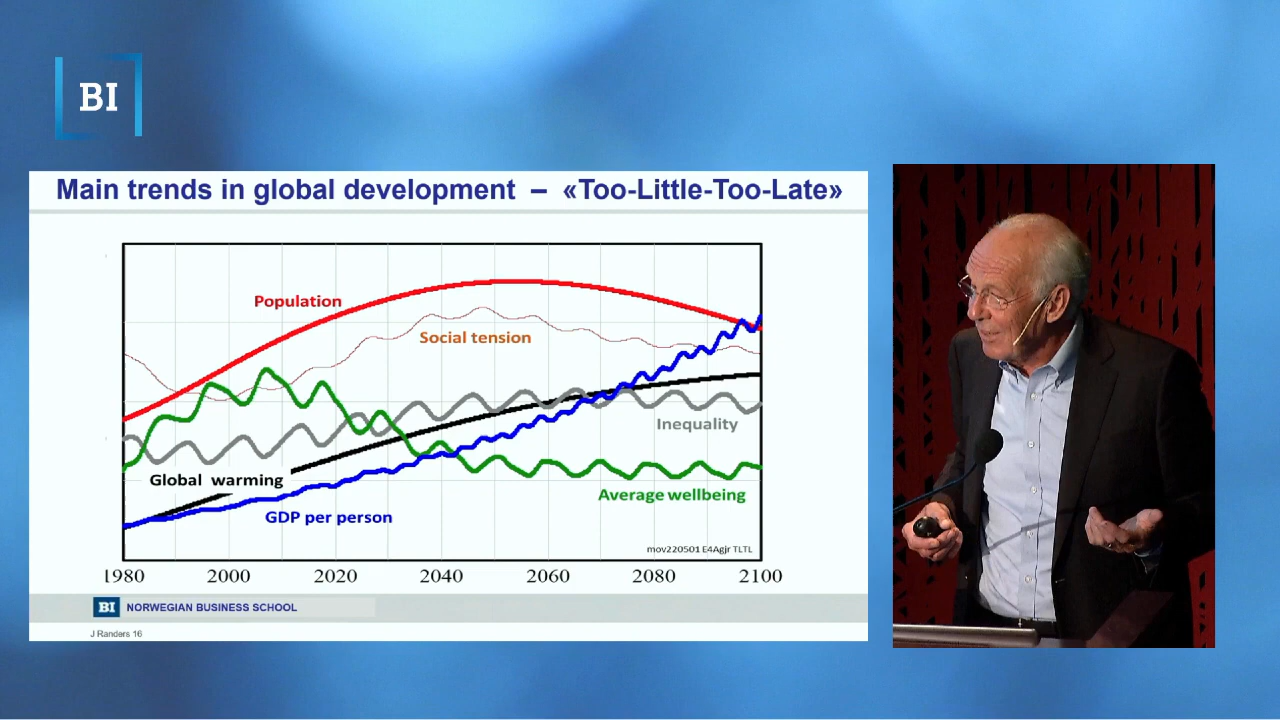 BI
Main trends in global development – «Too-Little-Too-Late»
Population
Social tension
Inequality
Global warming
Average wellbeing
GDP per person
mov220501 E4Agjr TLTL
1980 2000 2020 2040 2060 2080 2100
BI NORWEGIAN BUSINESS SCHOOL
J Randers 16